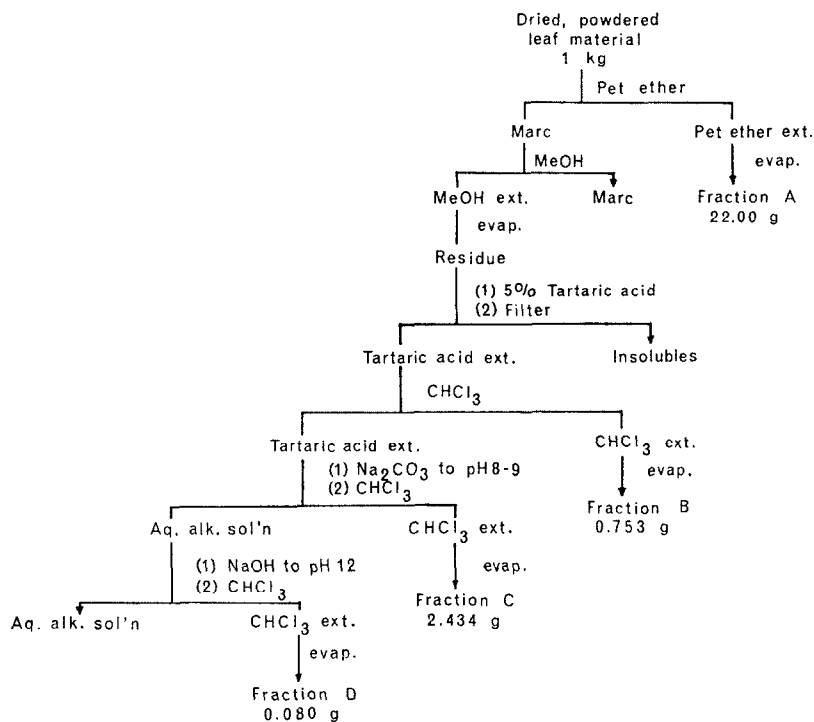 Dried, powdered
leaf material
1 kg
Pet ether
Marc
Pet ether ext.
MeOH
evap.
MeOH ext.
Marc
Fraction A
evap.
22.00 g
Residue
(1) 5% Tartaric acid
(2) Filter
Tartaric acid ext.
Insolubles
CHCl3
Tartaric acid ext.
CHCl3 ext.
(1) Na2CO3 to pH8-9
evap.
(2) CHCl3
Fraction B
0.753 g
Aq. alk. sol'n
CHCl3 ext.
(1) NaOH to pH 12
evap.
(2) CHCl3
Fraction C
2.434 g
Aq. alk. sol'n
CHCl3 ext.
evap.
Fraction D
0.080 g